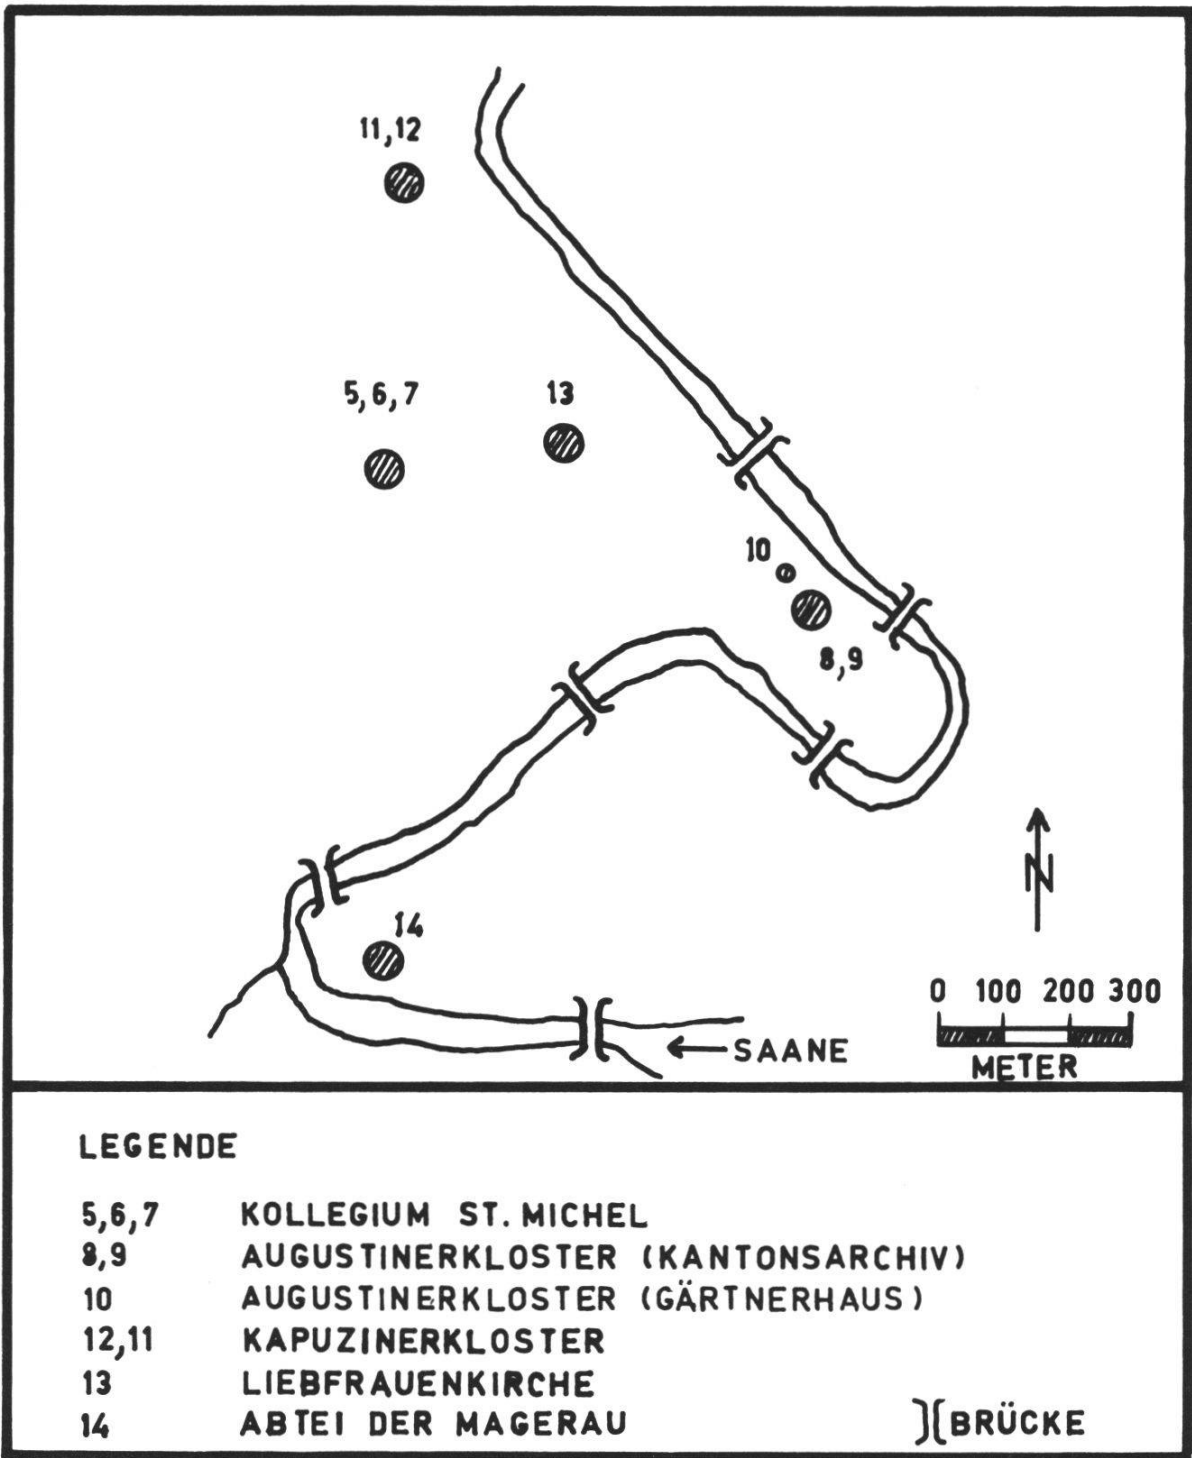 11,12
5,6,7
13
10
8,9
14
N
0 100 200 300
METER
SAANE
LEGENDE
5,6,7 KOLLEGIUM ST. MICHEL
8,9 AUGUSTINERKLOSTER (KANTONSARCHIV)
10 AUGUSTINERKLOSTER (GÄRTNERHAUS)
12,11 KAPUZINERKLOSTER
13 LIEBFRAUENKIRCHE
14 ABTEI DER MAGERAU
BRÜCKE